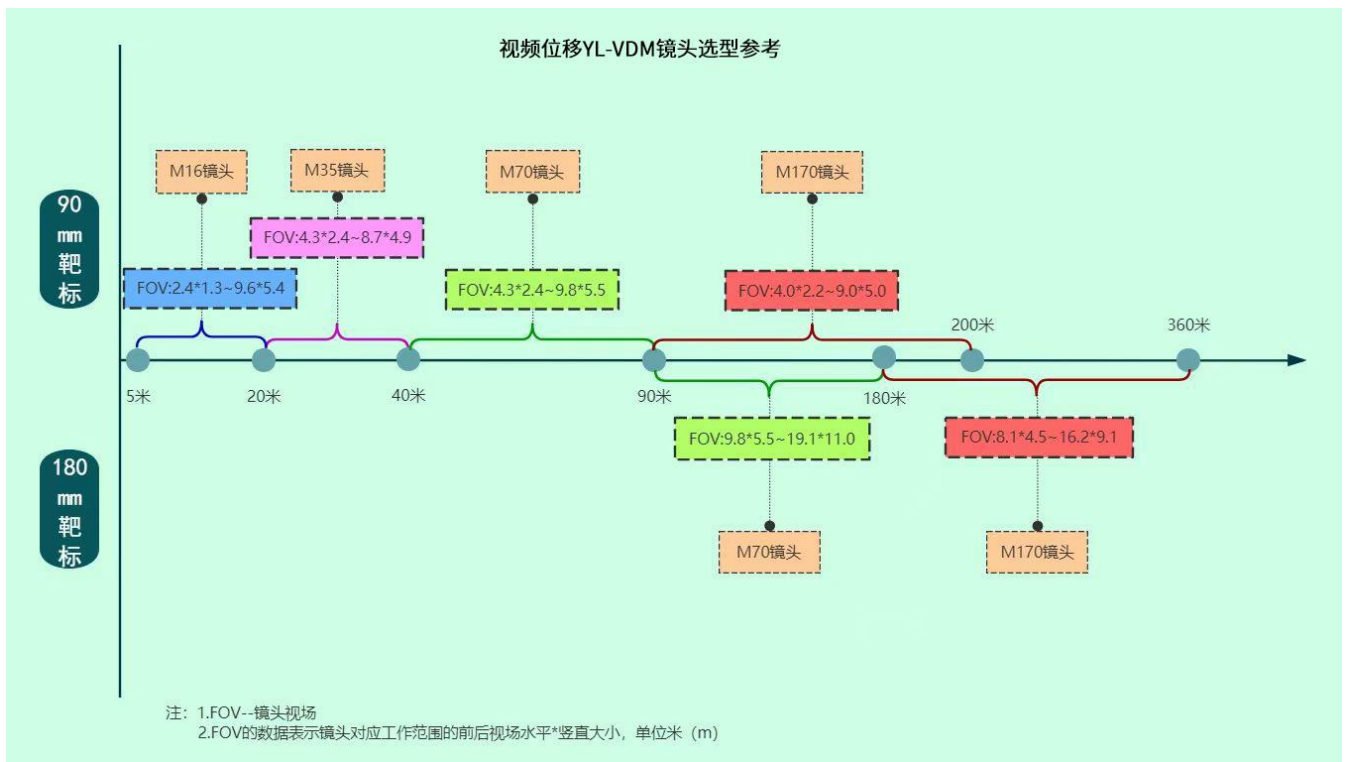 视频位移YL-VDM镜头选型参考
M16镜头
M35镜头
M70镜头
M170镜头
90
mm
靶
标
FOV:4.3*2.4~8.7*4.9
FOV:2.4*1.3~9.6*5.4
FOV:4.3*2.4~9.8*5.5
FOV:4.0*2.2~9.0*5.0
200米
360米
5米
20米
40米
90米
180米
FOV:9.8*5.5~19.1*11.0
FOV:8.1*4.5~16.2*9.1
180
mm
靶
标
M70镜头
M170镜头
注：1.FOV--镜头视场
2.FOV的数据表示镜头对应工作范围的前后视场水平*竖直大小，单位米（m）